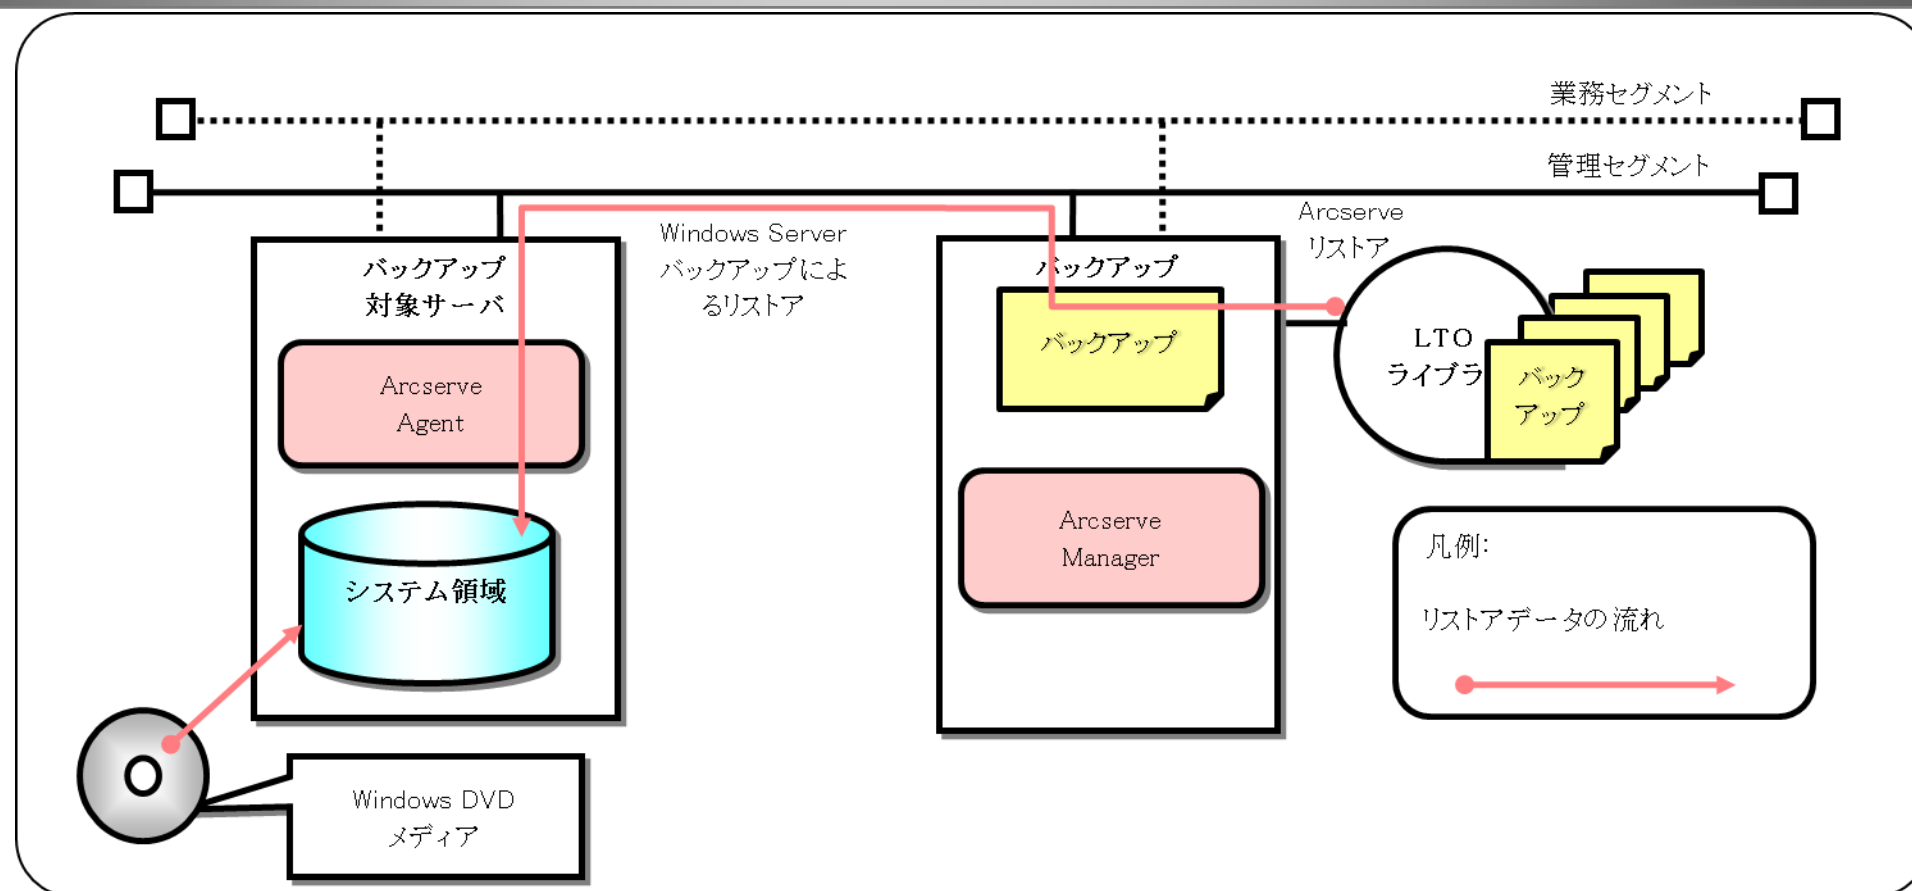 業務セグメント
管理セグメント
Arcserve
リストア
Windows Server
バックアップによ
るリストア
バックアップ
対象サーバ
Arcserve
Agent
システム領域
バックアップ
バックアップ
Arcserve
Manager
LTO
ライブラ
バック
アップ
凡例:
リストアデータの流れ
Windows DVD
メディア